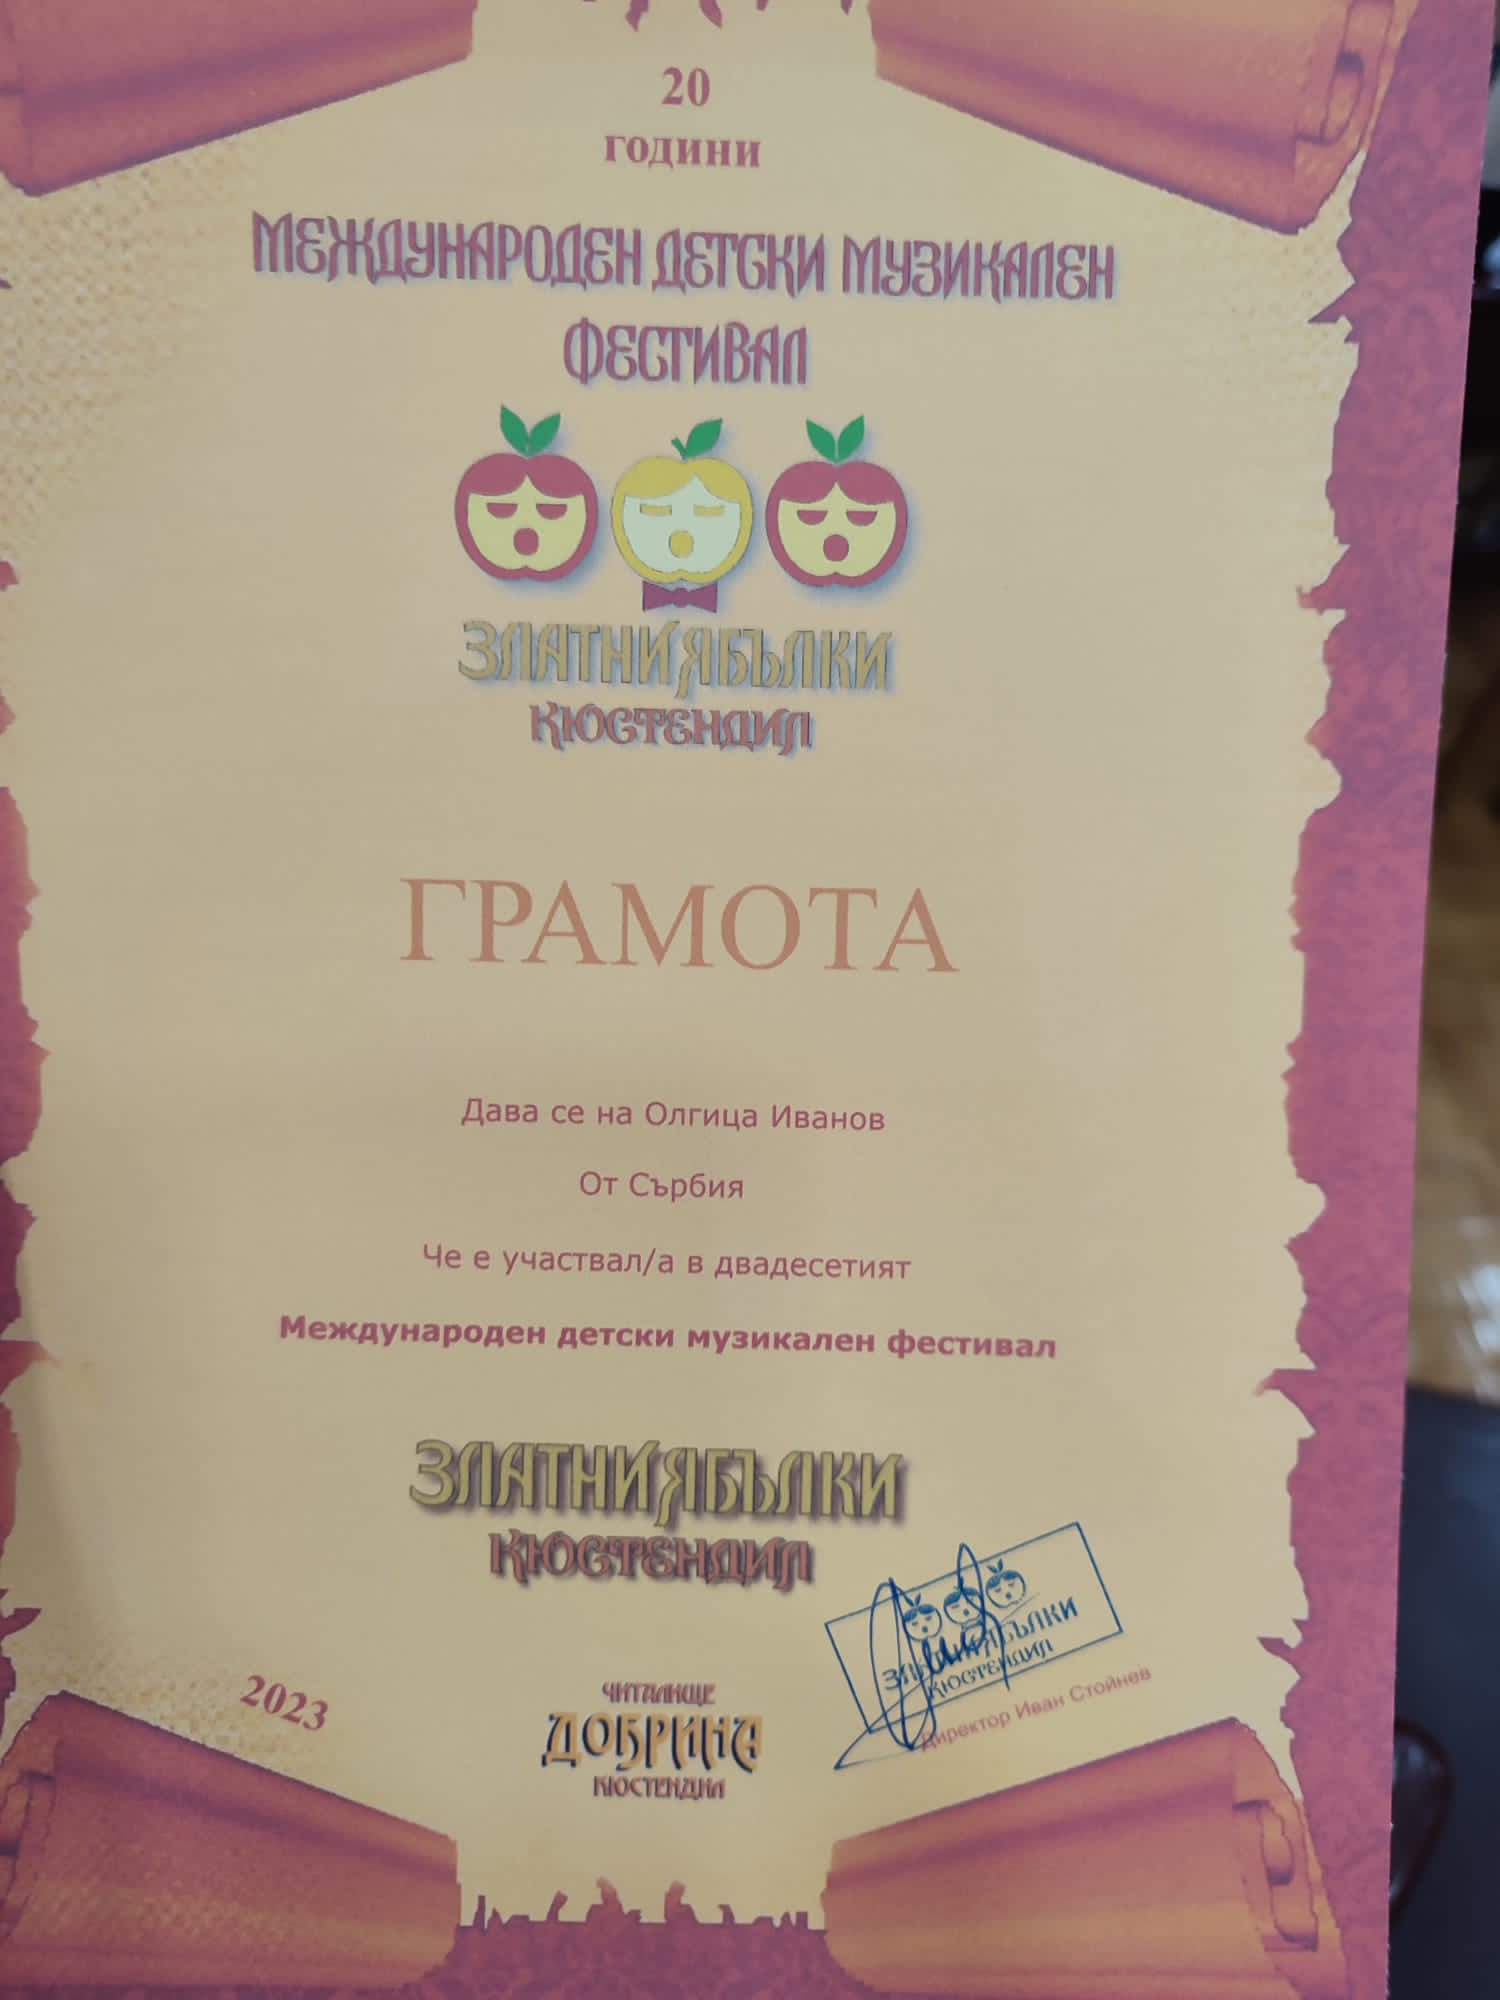 20
години
МЕЖДУНАРОДЕН ДЕТСКИ МУЗИКАЛЕН
ФЕСТИВАЛ
ЗЛАТНИ ЯБЪЛКИ
КЮСТЕНДИЛ
ГРАМОТА
Дава се на Олгица Иванов
От Сърбия
Че е участвал/а в двадесетият
Международен детски музикален фестивал
ЗЛАТНИ ЯБЪЛКИ
КЮСТЕНДИЛ
ЗЛАТНИ ЯБЪЛКИ
КЮСТЕНДИЛ
Директор Иван Стойнев
2023
ЧИТАЛИЩЕ
ДОБРИНА
КЮСТЕНДИЛ